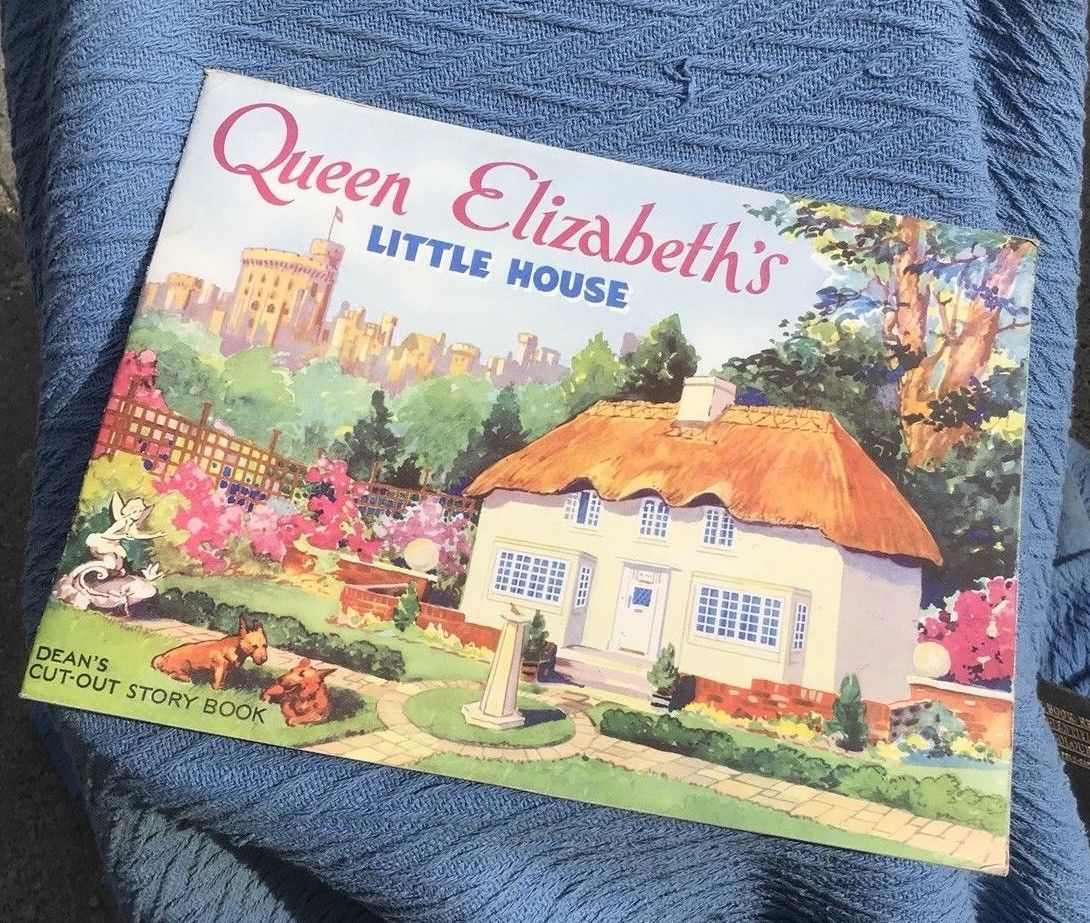 Queen Elizabeth's
LITTLE HOUSE
DEAN'S
CUT-OUT STORY BOOK